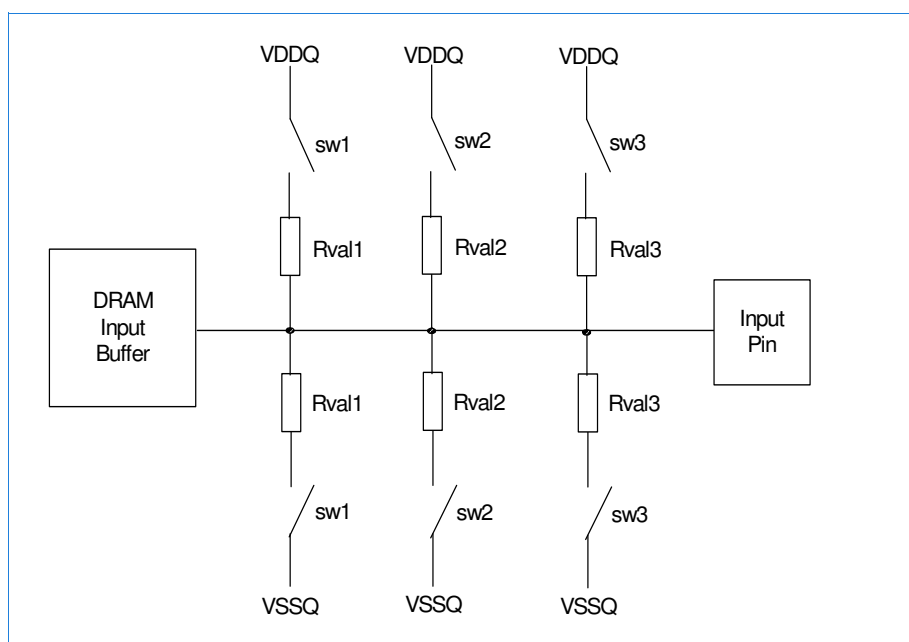 VDDQ VDDQ VDDQ
sw1 sw2 sw3
Rval1 Rval2 Rval3
DRAM
Input
Buffer
Input
Pin
Rval1 Rval2 Rval3
sw1 sw2 sw3
VSSQ VSSQ VSSQ